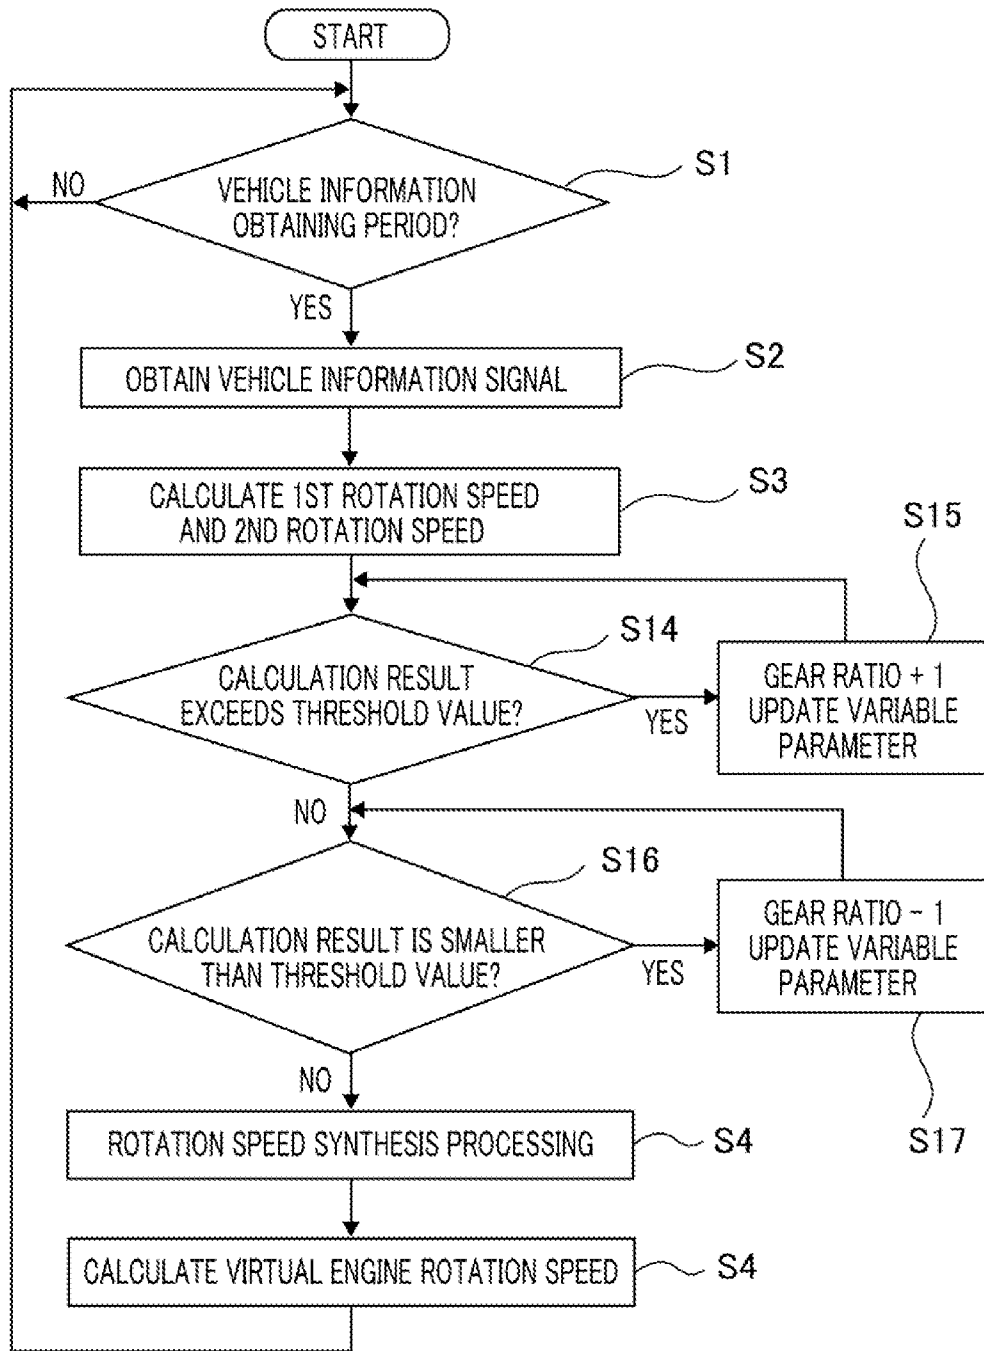 START
S1
NO
VEHICLE INFORMATION
OBTAINING PERIOD?
YES
S2
OBTAIN VEHICLE INFORMATION SIGNAL
S3
CALCULATE 1ST ROTATION SPEED
AND 2ND ROTATION SPEED
S15
S14
CALCULATION RESULT
EXCEEDS THRESHOLD VALUE?
YES
GEAR RATIO + 1
UPDATE VARIABLE
PARAMETER
NO
S16
CALCULATION RESULT IS SMALLER
THAN THRESHOLD VALUE?
YES
GEAR RATIO - 1
UPDATE VARIABLE
PARAMETER
S17
NO
ROTATION SPEED SYNTHESIS PROCESSING
S4
CALCULATE VIRTUAL ENGINE ROTATION SPEED
S4